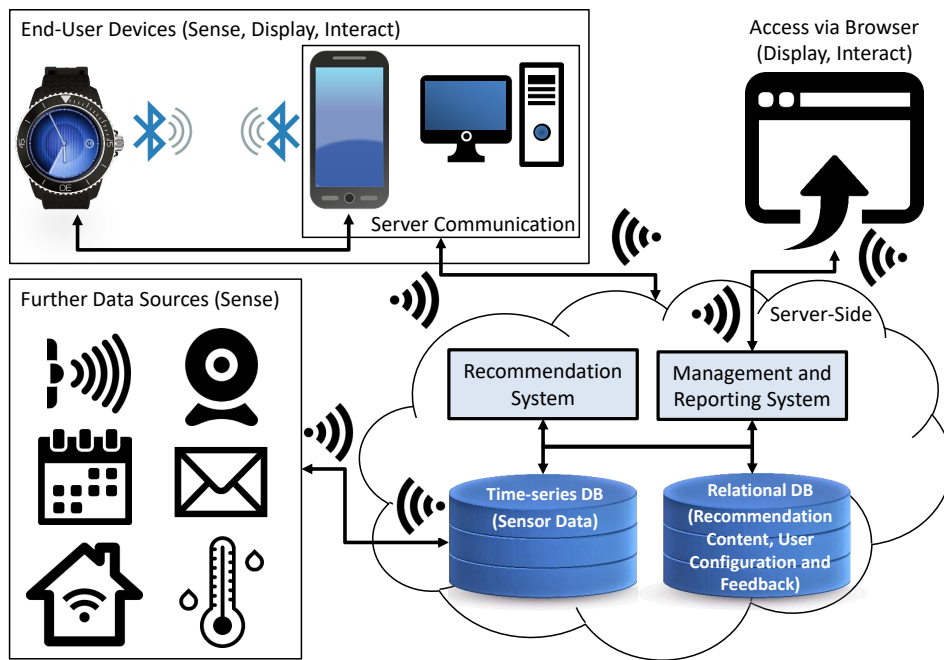 End-User Devices (Sense, Display, Interact)
Server Communication
Access via Browser
(Display, Interact)
Further Data Sources (Sense)
Server-Side
Recommendation
System
Management and
Reporting System
Time-series DB
(Sensor Data)
Relational DB
(Recommendation
Content, User
Configuration and
Feedback)